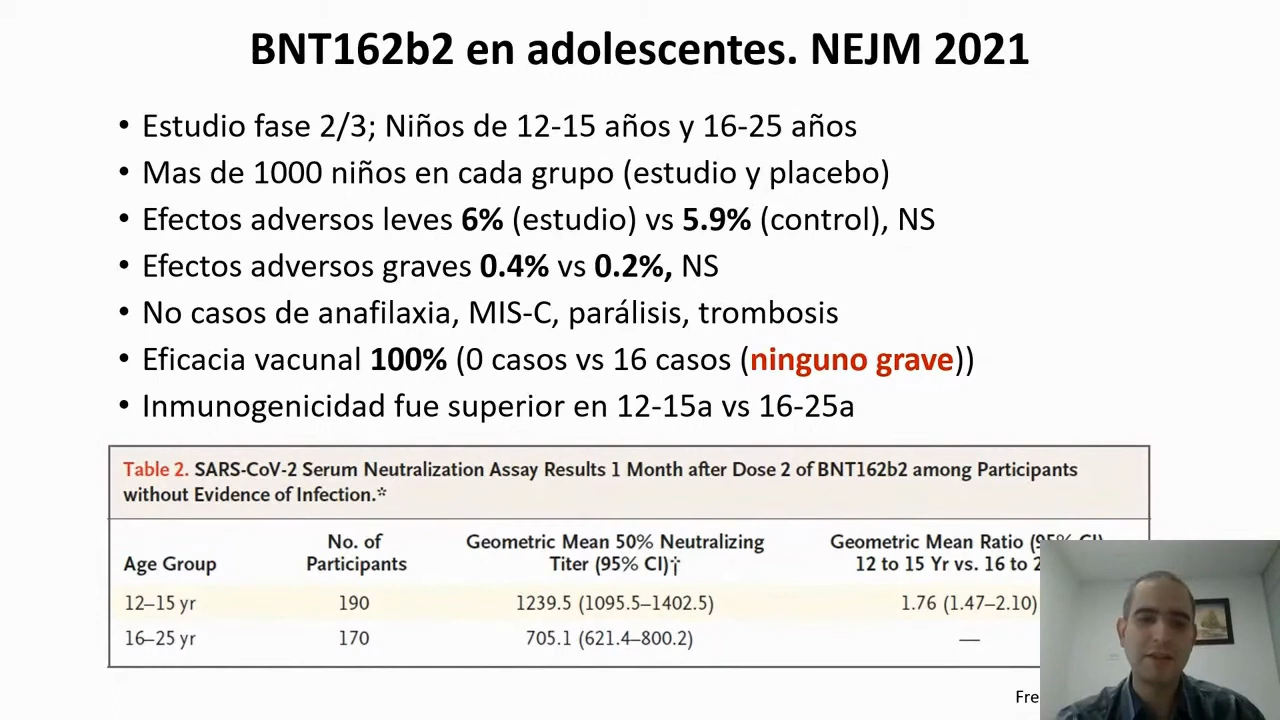 BNT162b2 en adolescentes. NEJM 2021
• Estudio fase 2/3; Niños de 12-15 años y 16-25 años
• Mas de 1000 niños en cada grupo (estudio y placebo)
• Efectos adversos leves 6% (estudio) vs 5.9% (control), NS
• Efectos adversos graves 0.4% vs 0.2%, NS
• No casos de anafilaxia, MIS-C, parálisis, trombosis
• Eficacia vacunal 100% (0 casos vs 16 casos (ninguno grave))
• Inmunogenicidad fue superior en 12-15a vs 16-25a
Table 2. SARS-CoV-2 Serum Neutralization Assay Results 1 Month after Dose 2 of BNT162b2 among Participants
without Evidence of Infection.*
Age Group
No. of
Participants
Geometric Mean 50% Neutralizing
Titer (95% CI)†
Geometric Mean Ratio
12 to 15 Yr vs. 16 to
12–15 yr 190 1239.5 (1095.5–1402.5) 1.76 (1.47–2.10)
16–25 yr 170 705.1 (621.4–800.2) —